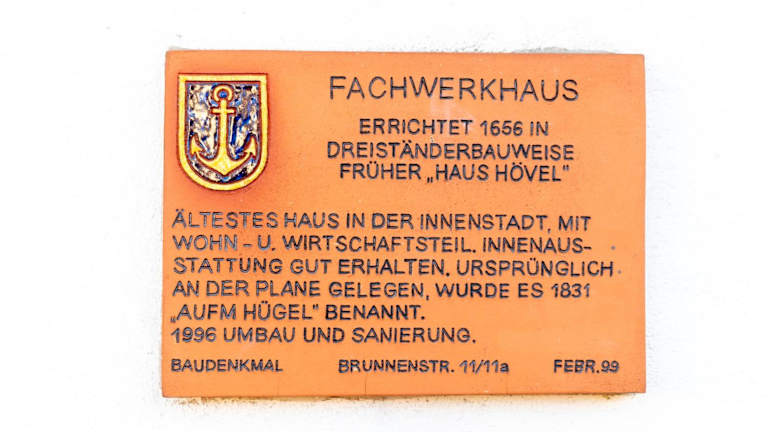 FACHWERKHAUS
ERRICHTET 1656 IN
DREISTÄNDERBAUWEISE
FRÜHER „HAUS HÖVEL"
ÄLTESTES HAUS IN DER INNENSTADT, MIT
WOHN- U. WIRTSCHAFTSTEIL. INNENAUS-
STATTUNG GUT ERHALTEN. URSPRÜNGLICH
AN DER PLANE GELEGEN, WURDE ES 1831
„AUFM HÜGEL" BENANNT.
1996 UMBAU UND SANIERUNG.
BAUDENKMAL BRUNNENSTR. 11/11a FEBR. 99